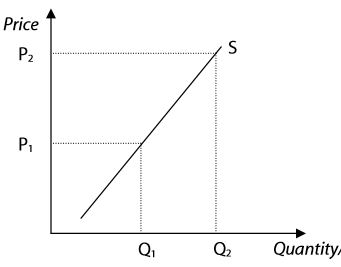 Price
S
P₂
P₁
Q₁ Q₂ Quantity/